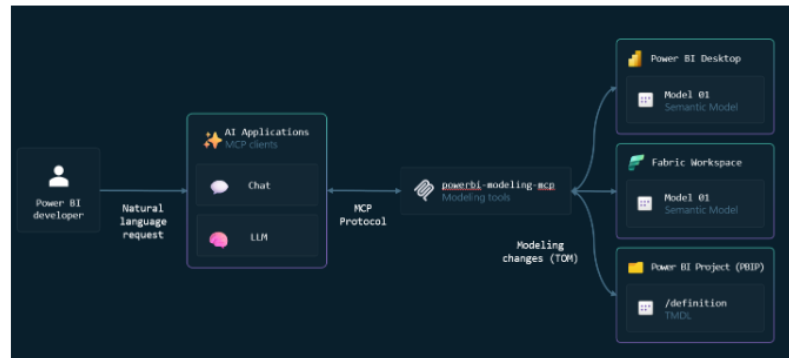 Power BI
developer
Natural
language
request
AI Applications
MCP clients
Chat
LLM
MCP
Protocol
powerbi-modeling-mcp
Modeling tools
Modeling
changes (TOM)
Power BI Desktop
Model 01
Semantic Model
Fabric Workspace
Model 01
Semantic Model
Power BI Project (PBIP)
/definition
TMDL